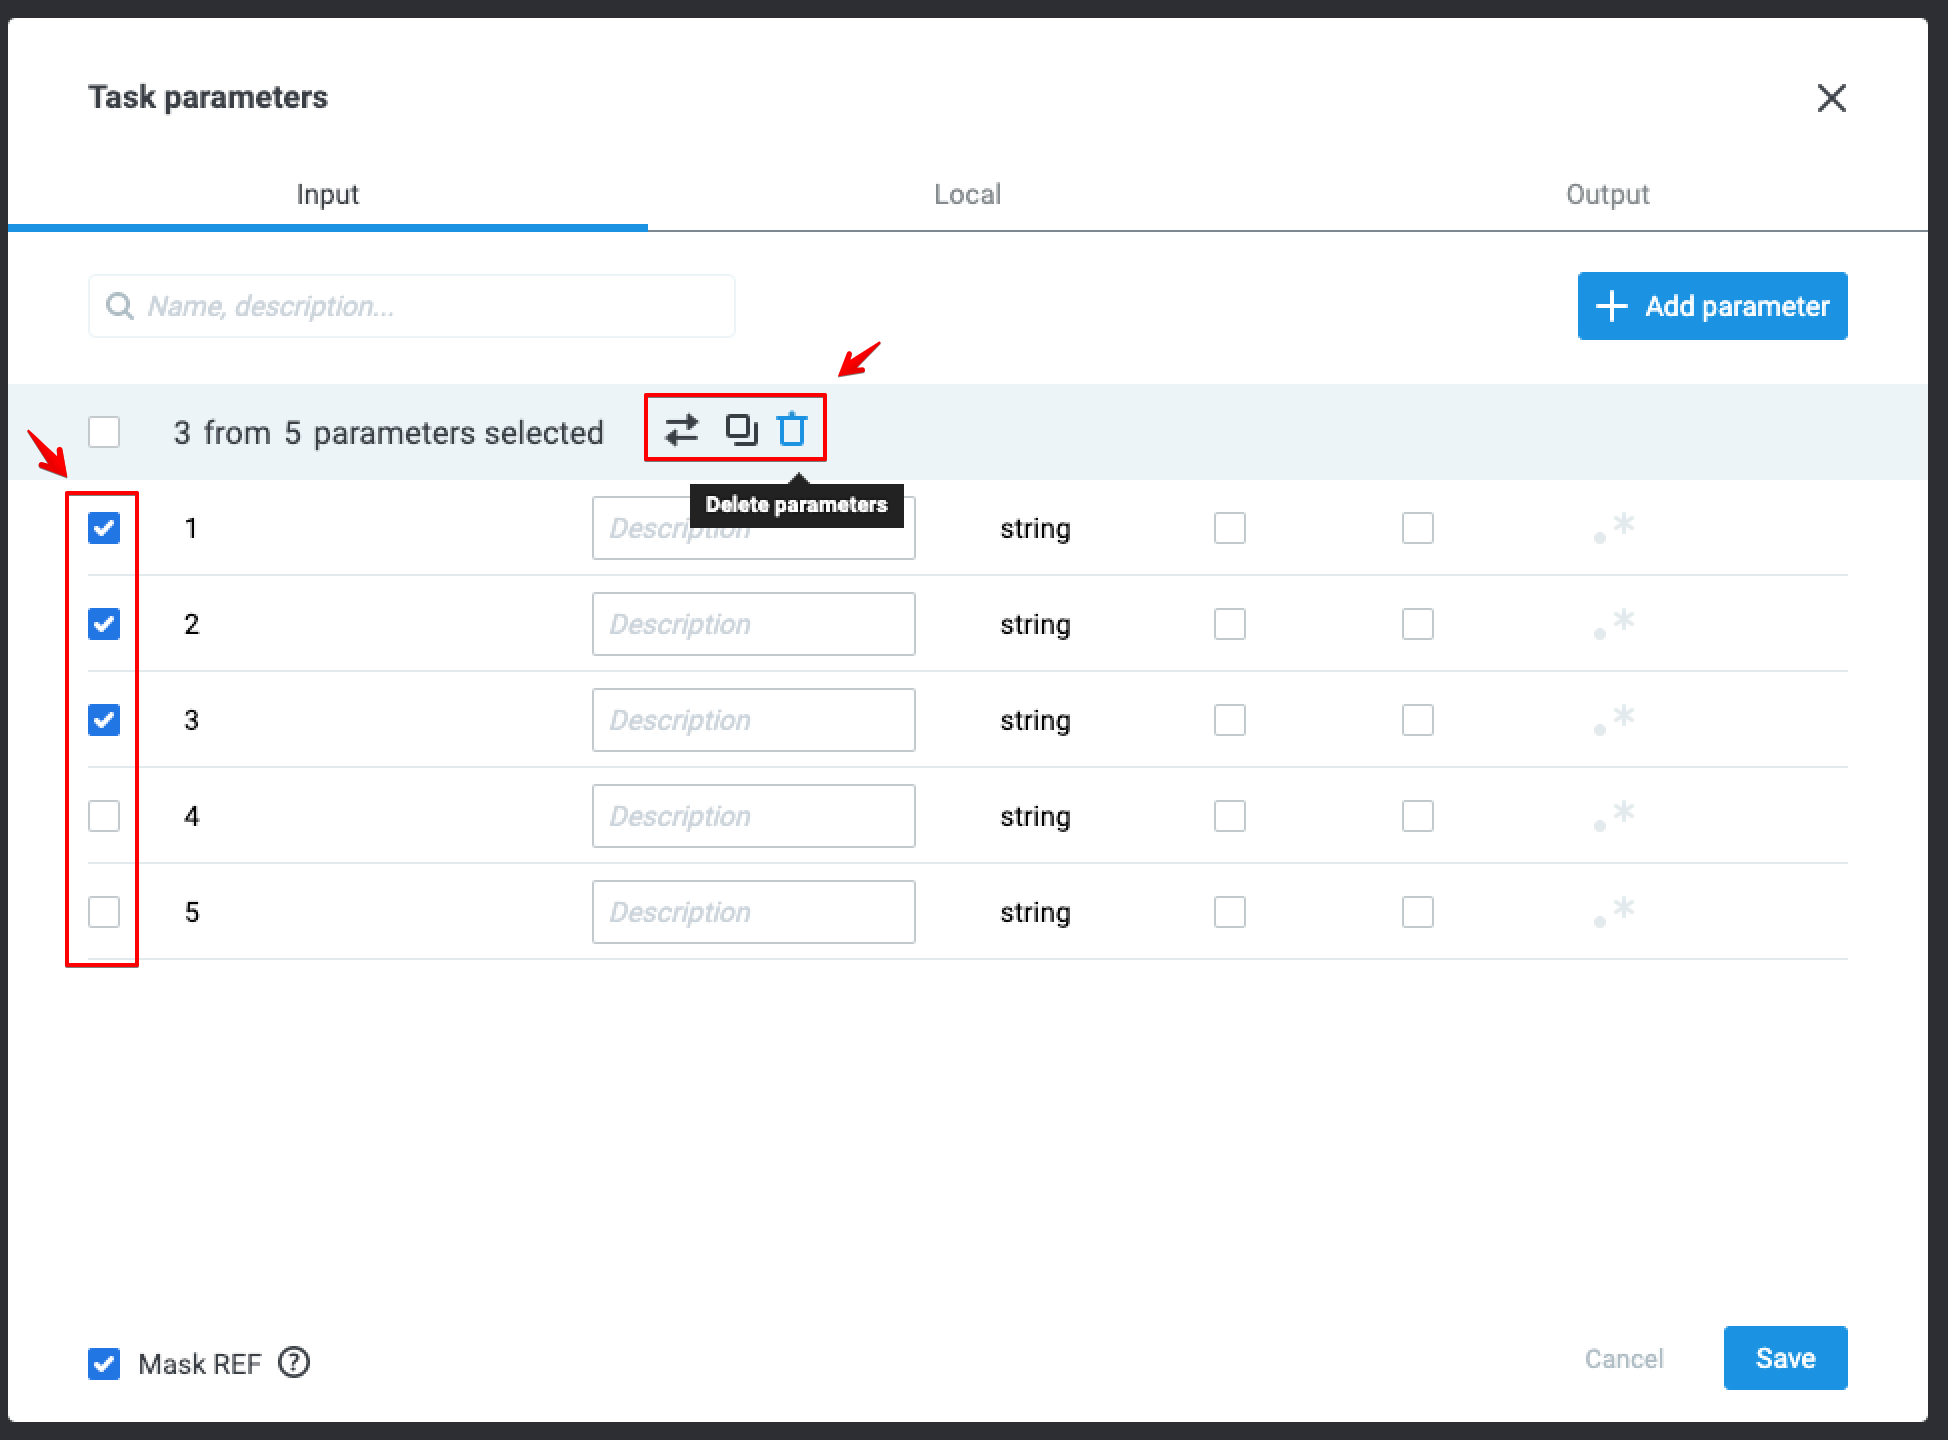 Task parameters
Input Local Output
Name, description...
Add parameter
3 from 5 parameters selected
Delete parameters
1 Description string
2 Description string
3 Description string
4 Description string
5 Description string
Mask REF ? Cancel Save